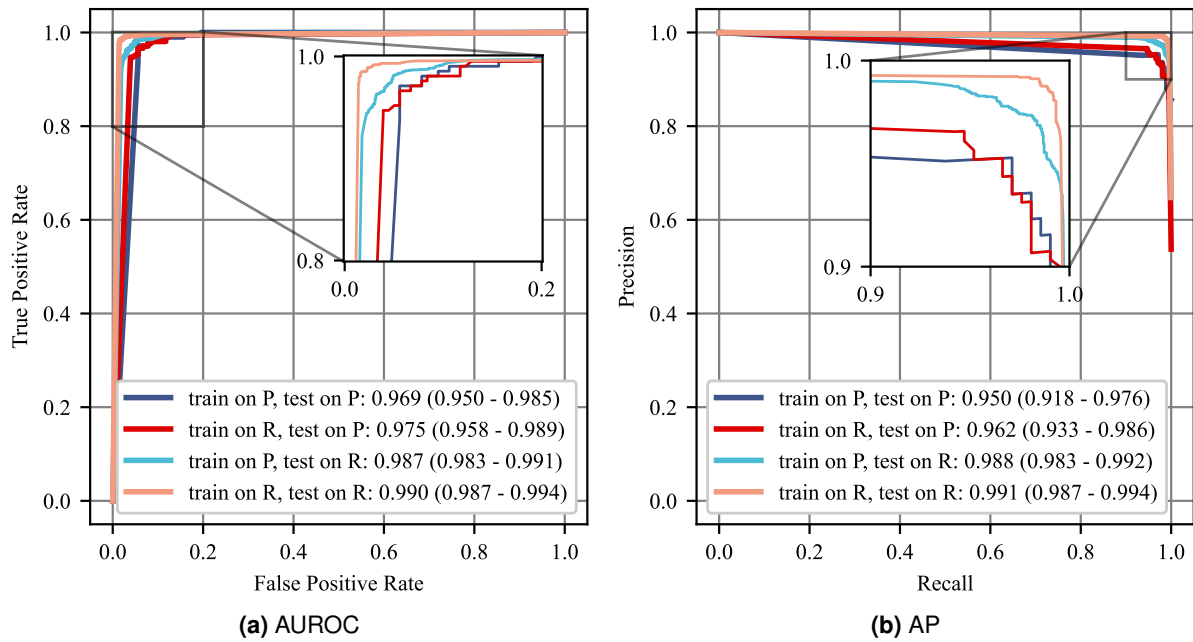 1.0
0.8
0.6
0.4
0.2
0.0
True Positive Rate
1.0
0.8
0.0
0.2
train on P, test on P: 0.969 (0.950 - 0.985)
train on R, test on P: 0.975 (0.958 - 0.989)
train on P, test on R: 0.987 (0.983 - 0.991)
train on R, test on R: 0.990 (0.987 - 0.994)
0.0 0.2 0.4 0.6 0.8 1.0
False Positive Rate
(a) AUROC
1.0
0.8
0.6
0.4
0.2
0.0
Precision
1.0
0.9
0.9
1.0
train on P, test on P: 0.950 (0.918 - 0.976)
train on R, test on P: 0.962 (0.933 - 0.986)
train on P, test on R: 0.988 (0.983 - 0.992)
train on R, test on R: 0.991 (0.987 - 0.994)
0.0 0.2 0.4 0.6 0.8 1.0
Recall
(b) AP